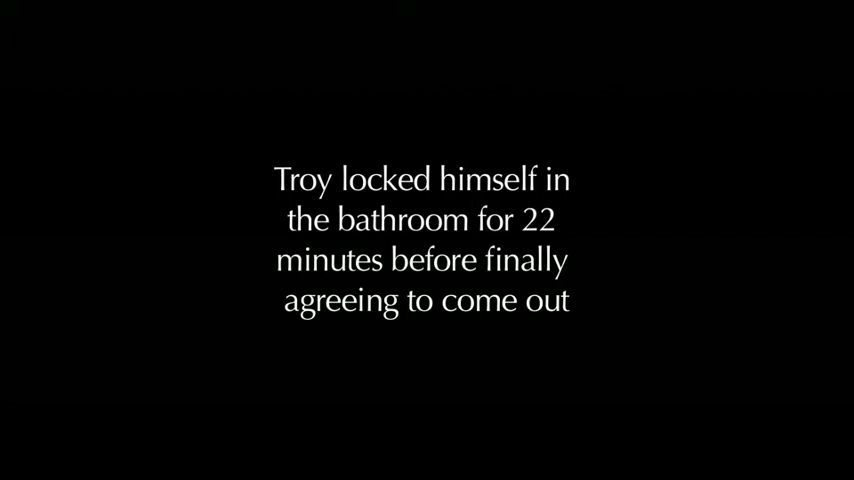 Troy locked himself in
the bathroom for 22
minutes before finally
agreeing to come out